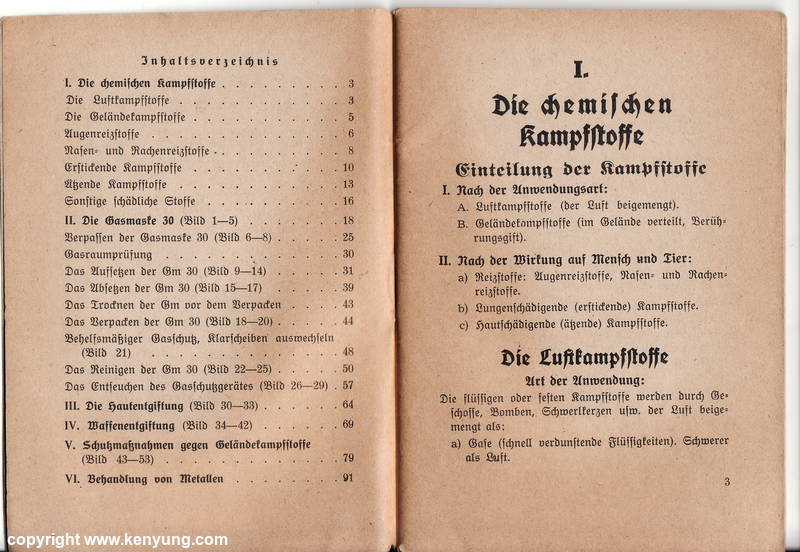 Inhaltsverzeichnis
I. Die chemischen Kampfstoffe . . . . . . . . . . 3
Die Luftkampfstoffe . . . . . . . . . . . . . 3
Die Geländekampfstoffe . . . . . . . . . . . . 5
Augenreizstoffe . . . . . . . . . . . . . . . 6
Nasen- und Rachenreizstoffe . . . . . . . . . . 8
Erstickende Kampfstoffe . . . . . . . . . . . . 10
Ätzende Kampfstoffe . . . . . . . . . . . . . 13
Sonstige schädliche Stoffe . . . . . . . . . . . 16
II. Die Gasmaske 30 (Bild 1—5) . . . . . . . . 18
Verpassen der Gasmaske 30 (Bild 6—8) . . . . . 25
Gasraumprüfung . . . . . . . . . . . . . . 30
Das Aufsetzen der Gm 30 (Bild 9—14) . . . . . . 31
Das Absetzen der Gm 30 (Bild 15—17) . . . . . . 39
Das Trocknen der Gm vor dem Verpacken . . . . . 43
Das Verpacken der Gm 30 (Bild 18—20) . . . . . 44
Behelfsmäßiger Gasschutz, Klarscheiben auswechseln
(Bild 21) . . . . . . . . . . . . . . . . 48
Das Reinigen der Gm 30 (Bild 22—25) . . . . . . 50
Das Entseuchen des Gasschutzgerätes (Bild 26—29) . 57
III. Die Hautentgiftung (Bild 30—33) . . . . . . . 64
IV. Waffenentgiftung (Bild 34—42) . . . . . . . . 69
V. Schutzmaßnahmen gegen Geländekampfstoffe
(Bild 43—53) . . . . . . . . . . . . . . 79
VI. Behandlung von Metallen . . . . . . . . . 91
I.
Die chemischen
Kampfstoffe
Einteilung der Kampfstoffe
I. Nach der Anwendungsart:
A. Luftkampfstoffe (der Luft beigemengt).
B. Geländekampfstoffe (im Gelände verteilt, Berüh-
rungsgift).
II. Nach der Wirkung auf Mensch und Tier:
a) Reizstoffe: Augenreizstoffe, Nasen- und Rachen-
reizstoffe.
b) Lungenschädigende (erstickende) Kampfstoffe.
c) Hautschädigende (ätzende) Kampfstoffe.
Die Luftkampfstoffe
Art der Anwendung:
Die flüssigen oder festen Kampfstoffe werden durch Ge-
schosse, Bomben, Schwelkerzen usw. der Luft beige-
mengt als:
a) Gase (schnell verdunstende Flüssigkeiten). Schwerer
als Luft.
3
copyright www.kenyung.com